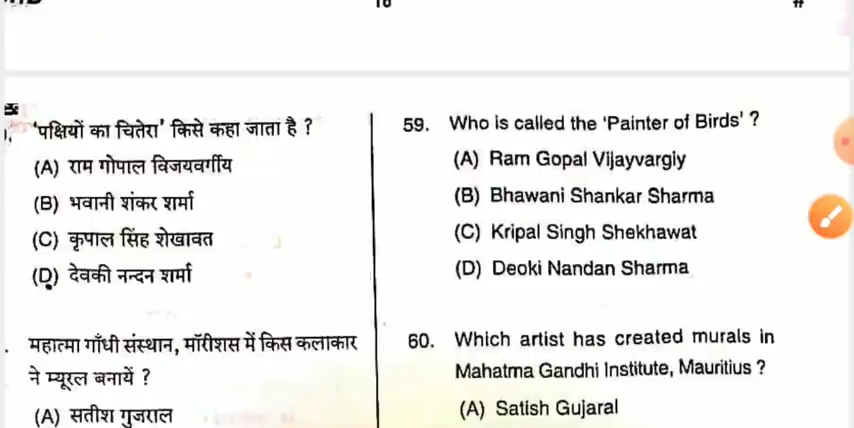 16
#
'पक्षियों का चितेरा' किसे कहा जाता है ?
(A) राम गोपाल विजयवर्गीय
(B) भवानी शंकर शर्मा
(C) कृपाल सिंह शेखावत
(D) देवकी नन्दन शर्मा
महात्मा गाँधी संस्थान, मॉरीशस में किस कलाकार
ने म्यूरल बनायें ?
(A) सतीश गुजराल
59. Who is called the 'Painter of Birds' ?
(A) Ram Gopal Vijayvargiy
(B) Bhawani Shankar Sharma
(C) Kripal Singh Shekhawat
(D) Deoki Nandan Sharma
60. Which artist has created murals in
Mahatma Gandhi Institute, Mauritius ?
(A) Satish Gujaral